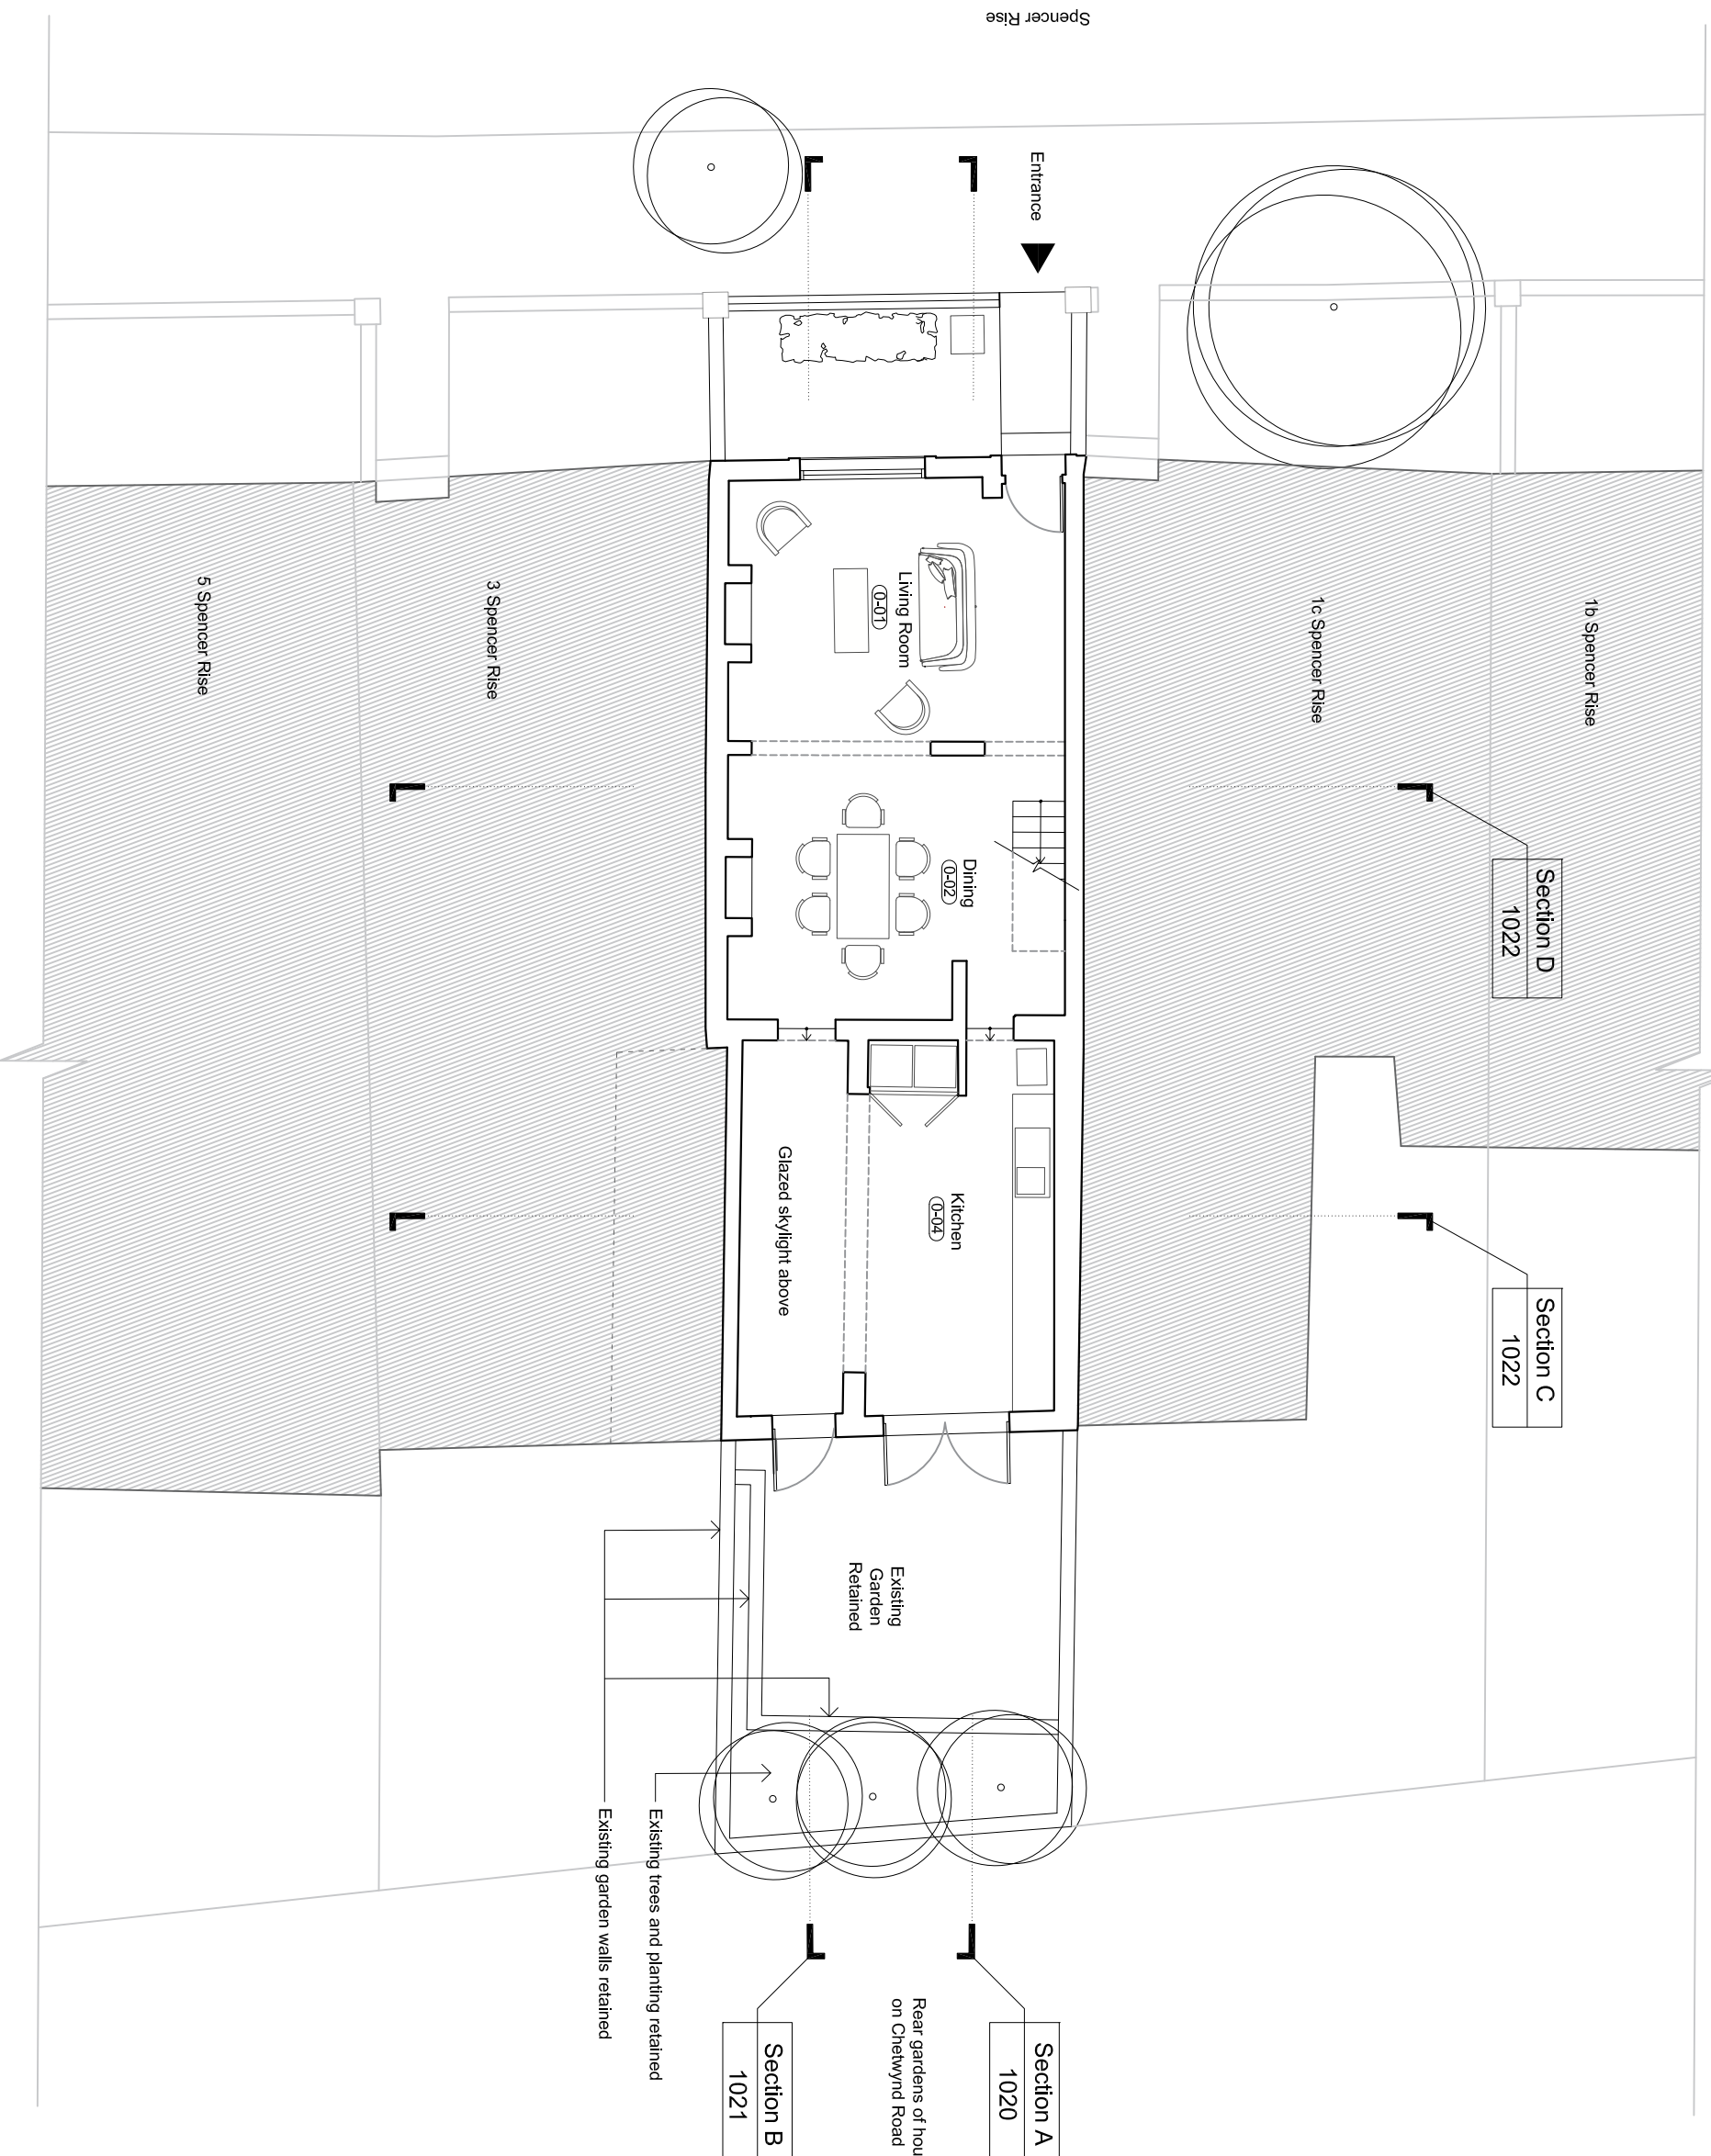 Spencer Rise
Entrance
5 Spencer Rise
3 Spencer Rise
1c Spencer Rise
1b Spencer Rise
Living Room
0-01
Dining
0-02
Section D
1022
Kitchen
0-04
Glazed skylight above
Section C
1022
Existing
Garden
Retained
Existing trees and planting retained
Existing garden walls retained
Rear gardens of hou
on Chetwynd Road
Section A
1020
Section B
1021